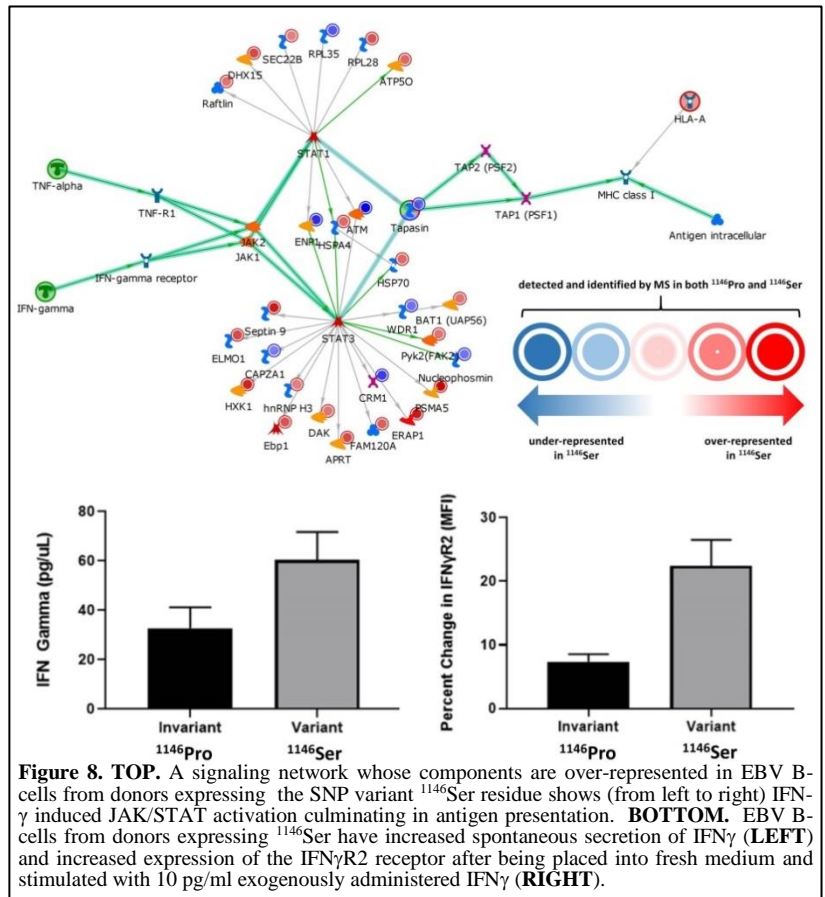 SEC22B
RPL35
RPL28
DHX15
ATP5O
Raftlin
HLA-A
STAT1
TAP2 (PSF2)
TNF-alpha
TNF-R1
TAP1 (PSF1)
MHC class I
JAK2
ENP1
HSPA4
ATM
Tapasin
Antigen intracellular
JAK1
IFN-gamma receptor
HSP70
IFN-gamma
detected and identified by MS in both ¹¹⁴⁶Pro and ¹¹⁴⁶Ser
Septin 9
STAT3
BAT1 (UAP56)
WDR1
ELMO1
CAPZA1
Pyk2(FAK2)
Nucleophosmin
CRM1
HXK1
hnRNP H3
PSMA5
Ebp1
DAK
ERAP1
APRT
FAM120A
under-represented
in ¹¹⁴⁶Ser
over-represented
in ¹¹⁴⁶Ser
IFN Gamma (pg/uL)
80
60
40
20
0
Invariant
¹¹⁴⁶Pro
Variant
¹¹⁴⁶Ser
Percent Change in IFNγR2 (MFI)
30
20
10
0
Invariant
¹¹⁴⁶Pro
Variant
¹¹⁴⁶Ser
Figure 8. TOP. A signaling network whose components are over-represented in EBV B-
cells from donors expressing the SNP variant ¹¹⁴⁶Ser residue shows (from left to right) IFN-
γ induced JAK/STAT activation culminating in antigen presentation. BOTTOM. EBV B-
cells from donors expressing ¹¹⁴⁶Ser have increased spontaneous secretion of IFNγ (LEFT)
and increased expression of the IFNγR2 receptor after being placed into fresh medium and
stimulated with 10 pg/ml exogenously administered IFNγ (RIGHT).